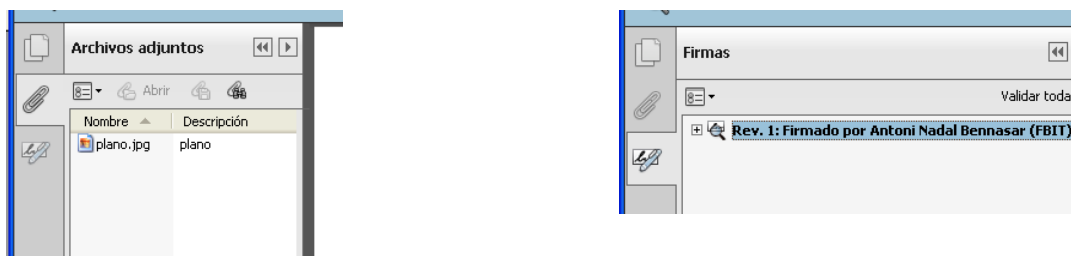 Archivos adjuntos
Abrir
Nombre Descripción
plano.jpg plano
Firmas
Validar toda
Rev. 1: Firmado por Antoni Nadal Bennasar (FBIT)